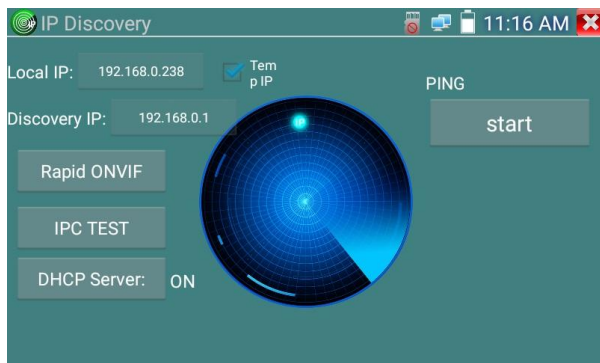 IP Discovery
11:16 AM
Local IP:
192.168.0.238
Tem
p IP
Discovery IP:
192.168.0.1
PING
start
IP
Rapid ONVIF
IPC TEST
DHCP Server:
ON